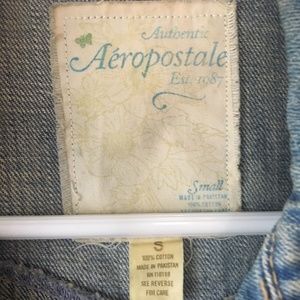 Authentic
Aéropostale
Est. 1987
Small
MADE IN PAKISTAN
100% COTTON
S
100% COTTON
MADE IN PAKISTAN
SEE REVERSE
FOR CARE